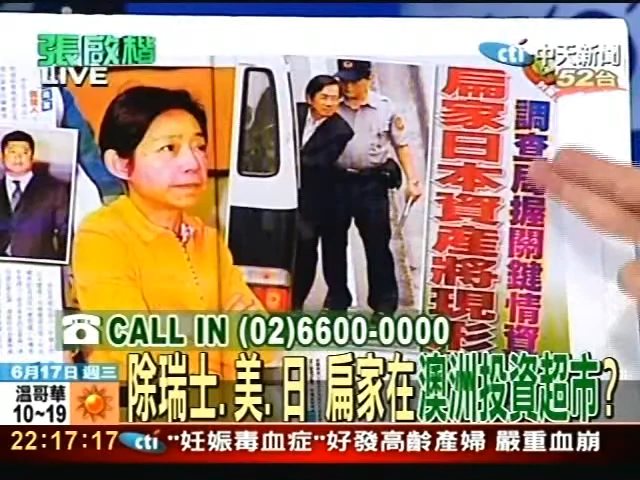 張啟楷
LIVE
cti 中天新聞
52台
調查局握關鍵情資
扁家日本資產將現形
CALL IN (02)6600-0000
6月17日 週三
溫哥華
10~19
除瑞士.美.日 扁家在澳洲投資超市?
22:17:17 cti "妊娠毒血症"好發高齡產婦 嚴重血崩